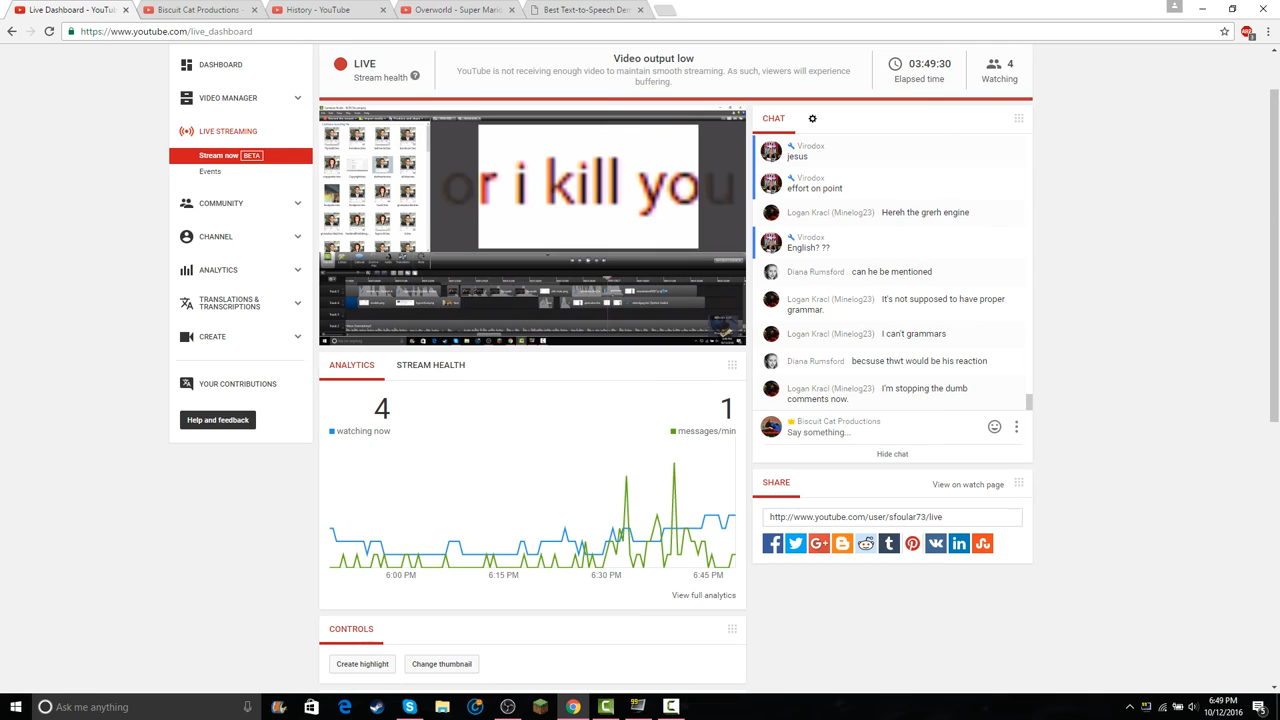 Live Dashboard - YouTub
Biscuit Cat Productions -
History - YouTube
Overworld - Super Mario
Best Text-to-Speech Dem
https://www.youtube.com/live_dashboard
DASHBOARD
VIDEO MANAGER
LIVE STREAMING
Stream now BETA
Events
COMMUNITY
CHANNEL
ANALYTICS
TRANSLATIONS &
TRANSCRIPTIONS
CREATE
YOUR CONTRIBUTIONS
Help and feedback
LIVE
Stream health ?
Video output low
YouTube is not receiving enough video to maintain smooth streaming. As such, viewers will experience
buffering.
03:49:30
Elapsed time
4
Watching
or kill you
CHAT
Virodox
jesus
Virodox
effort on point
Logan Kracl (Minelog23) Hereh the grerh engine
Virodox
English? ??
Diana Rumsford can he be mentioned
Logan Kracl (Minelog23) It's not supposed to have proper
grammar.
Logan Kracl (Minelog23) I can't grammars
Diana Rumsford becsuse thwt would be his reaction
Logan Kracl (Minelog23) I'm stopping the dumb
comments now.
Biscuit Cat Productions
Say something...
Hide chat
ANALYTICS
STREAM HEALTH
4
watching now
1
messages/min
6:00 PM
6:15 PM
6:30 PM
6:45 PM
View full analytics
SHARE
View on watch page
http://www.youtube.com/user/sfoular73/live
CONTROLS
Create highlight
Change thumbnail
Ask me anything
6:49 PM
10/12/2016